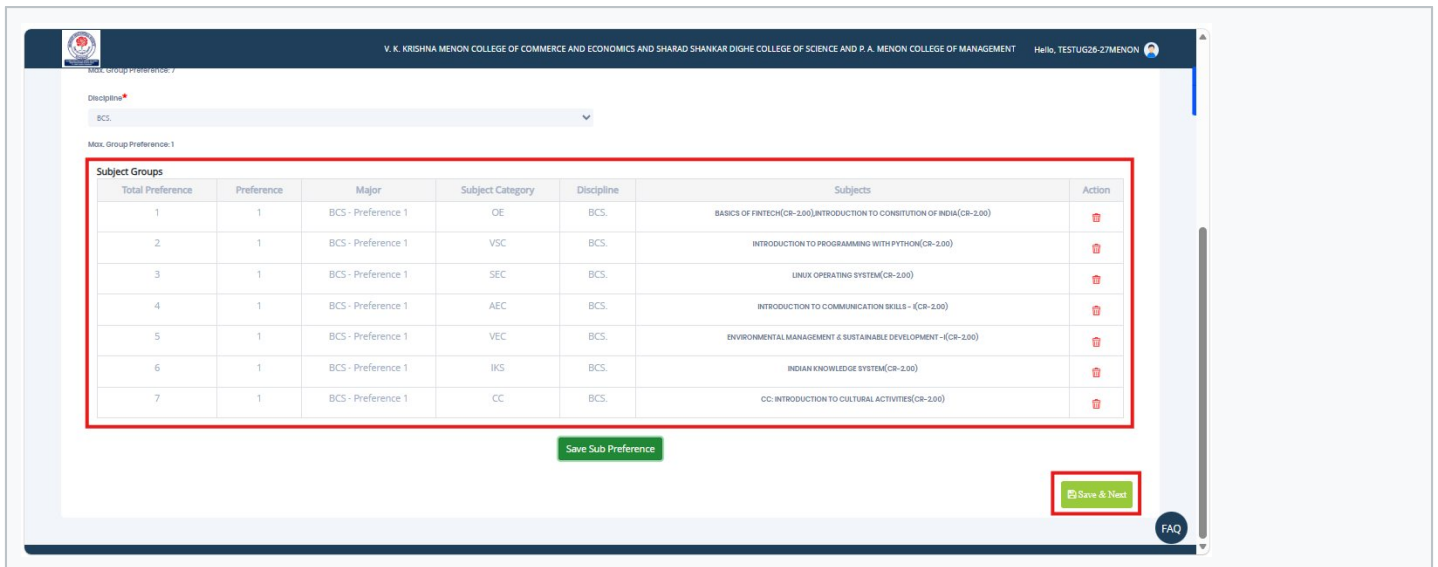 V. K. KRISHNA MENON COLLEGE OF COMMERCE AND ECONOMICS AND SHARAD SHANKAR DIGHE COLLEGE OF SCIENCE AND P. A. MENON COLLEGE OF MANAGEMENT Hello, TESTUG26-27MENON
Max. Group Preference: 7
Discipline*
BCS.
Max. Group Preference: 1
Subject Groups
Total Preference Preference Major Subject Category Discipline Subjects Action
1 1 BCS - Preference 1 OE BCS. BASICS OF FINTECH(CR-2.00),INTRODUCTION TO CONSITUTION OF INDIA(CR-2.00)
2 1 BCS - Preference 1 VSC BCS. INTRODUCTION TO PROGRAMMING WITH PYTHON(CR-2.00)
3 1 BCS - Preference 1 SEC BCS. LINUX OPERATING SYSTEM(CR-2.00)
4 1 BCS - Preference 1 AEC BCS. INTRODUCTION TO COMMUNICATION SKILLS - I(CR-2.00)
5 1 BCS - Preference 1 VEC BCS. ENVIRONMENTAL MANAGEMENT & SUSTAINABLE DEVELOPMENT -I(CR-2.00)
6 1 BCS - Preference 1 IKS BCS. INDIAN KNOWLEDGE SYSTEM(CR-2.00)
7 1 BCS - Preference 1 CC BCS. CC: INTRODUCTION TO CULTURAL ACTIVITIES(CR-2.00)
Save Sub Preference
Save & Next
FAQ